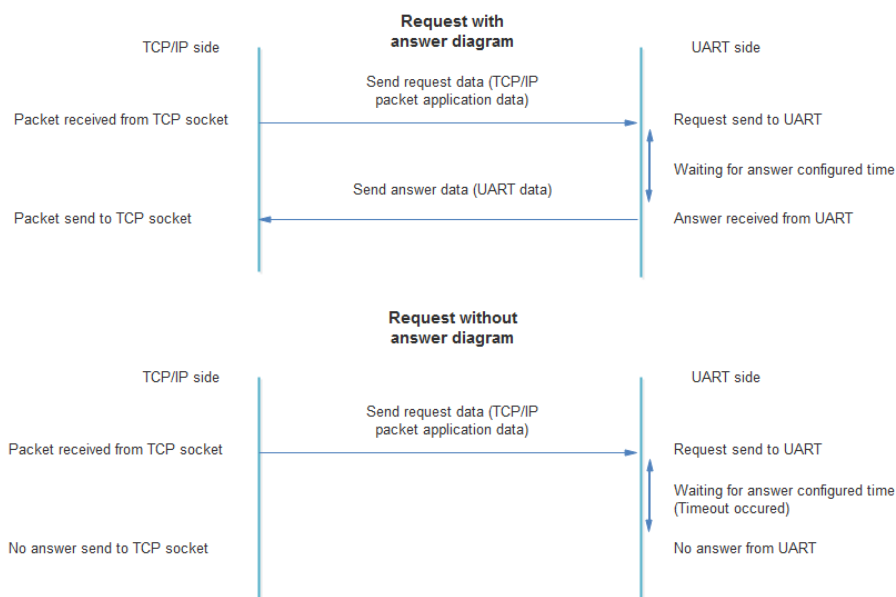 Request with
answer diagram
TCP/IP side
UART side
Send request data (TCP/IP
packet application data)
Packet received from TCP socket
Request send to UART
Waiting for answer configured time
Send answer data (UART data)
Packet send to TCP socket
Answer received from UART
Request without
answer diagram
TCP/IP side
UART side
Send request data (TCP/IP
packet application data)
Packet received from TCP socket
Request send to UART
Waiting for answer configured time
(Timeout occured)
No answer send to TCP socket
No answer from UART